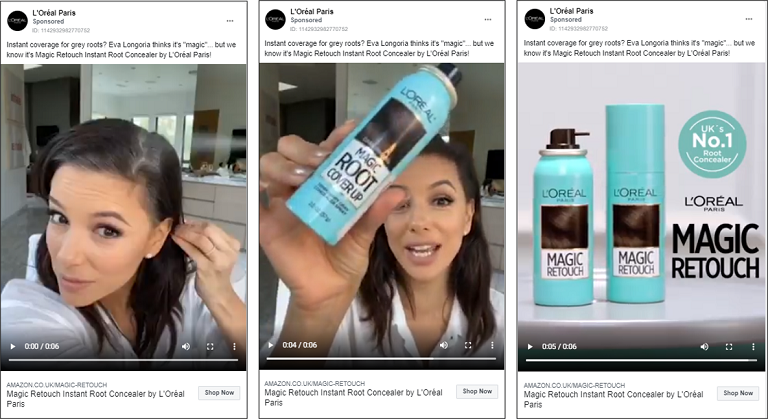 L'Oréal Paris
Sponsored
ID: 1142932982770752
Instant coverage for grey roots? Eva Longoria thinks it's "magic"... but we
know it's Magic Retouch Instant Root Concealer by L'Oréal Paris!
0:00 / 0:06
AMAZON.CO.UK/MAGIC-RETOUCH
Magic Retouch Instant Root Concealer by L'Oréal
Paris
Shop Now
L'Oréal Paris
Sponsored
ID: 1142932982770752
Instant coverage for grey roots? Eva Longoria thinks it's "magic"... but we
know it's Magic Retouch Instant Root Concealer by L'Oréal Paris!
L'ORÉAL
MAGIC
ROOT
COVER UP
0:04 / 0:06
AMAZON.CO.UK/MAGIC-RETOUCH
Magic Retouch Instant Root Concealer by L'Oréal
Paris
Shop Now
L'Oréal Paris
Sponsored
ID: 1142932982770752
Instant coverage for grey roots? Eva Longoria thinks it's "magic"... but we
know it's Magic Retouch Instant Root Concealer by L'Oréal Paris!
UK's
No.1
Root
Concealer
L'ORÉAL
PARIS
MAGIC
RETOUCH
L'ORÉAL
PARIS
MAGIC
RETOUCH
L'ORÉAL
PARIS
MAGIC
RETOUCH
0:05 / 0:06
AMAZON.CO.UK/MAGIC-RETOUCH
Magic Retouch Instant Root Concealer by L'Oréal
Paris
Shop Now